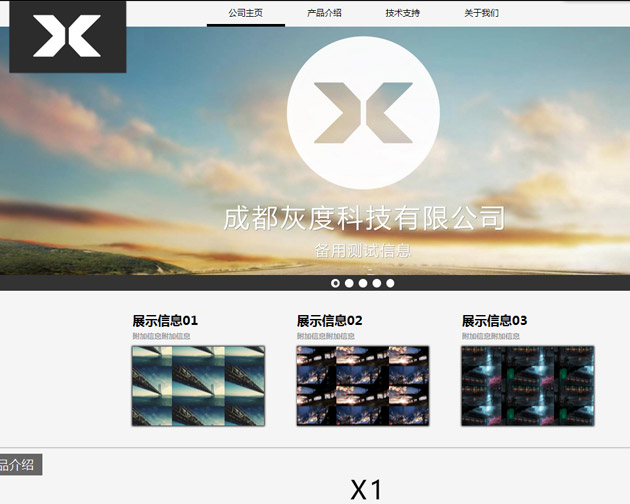 公司主页 产品介绍 技术支持 关于我们
成都灰度科技有限公司
备用测试信息
展示信息01 展示信息02 展示信息03
附加信息附加信息 附加信息附加信息 附加信息附加信息
品介绍
X1